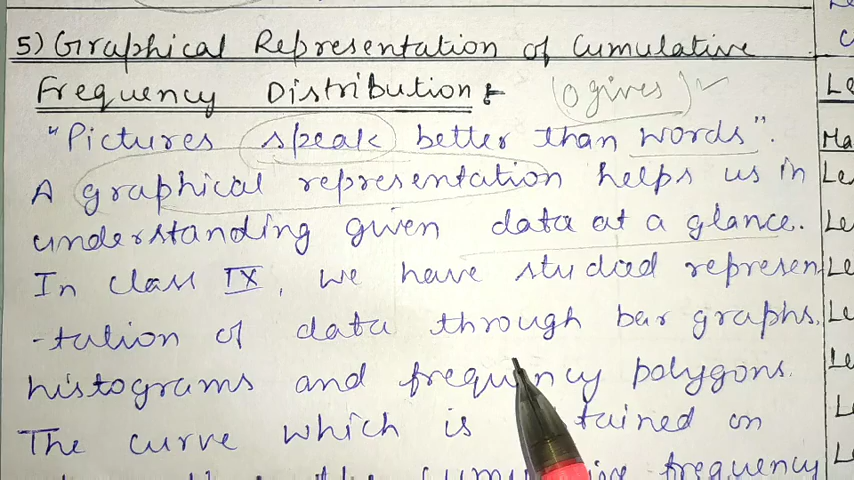 5) Graphical Representation of Cumulative
Frequency Distribution :- (ogives)
"Pictures speak better than words".
A graphical representation helps us in
understanding given data at a glance.
In class IX, we have studied represen
-tation of data through bar graphs,
histograms and frequency polygons.
The curve which is tained on
frequency